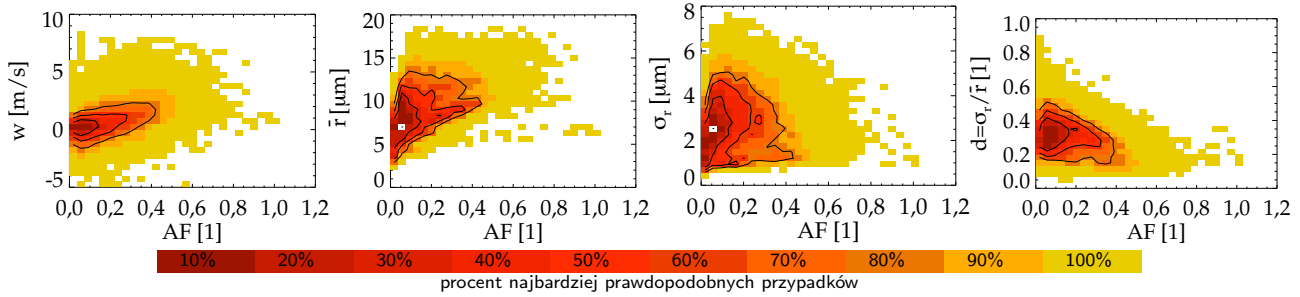 w [m/s]
10
5
0
-5
0,0 0,2 0,4 0,6 0,8 1,0 1,2
AF [1]
r̄ [μm]
20
15
10
5
0
0,0 0,2 0,4 0,6 0,8 1,0 1,2
AF [1]
σr [μm]
8
6
4
2
0
0,0 0,2 0,4 0,6 0,8 1,0 1,2
AF [1]
d=σr/r̄ [1]
1.0
0.8
0.6
0.4
0.2
0.0
0,0 0,2 0,4 0,6 0,8 1,0 1,2
AF [1]
10% 20% 30% 40% 50% 60% 70% 80% 90% 100%
procent najbardziej prawdopodobnych przypadków